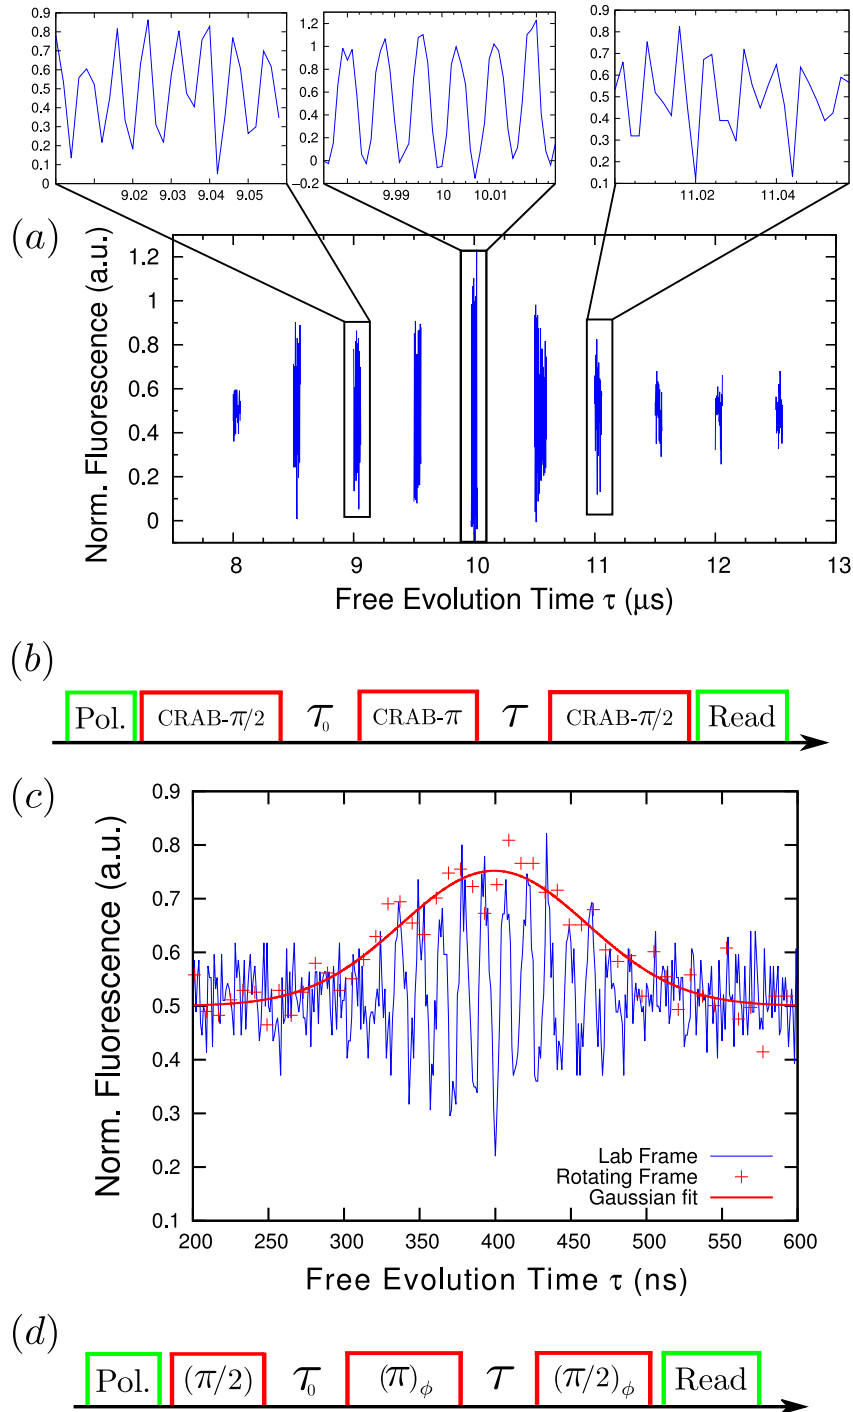 0.9
0.8
0.7
0.6
0.5
0.4
0.3
0.2
0.1
0
9.02 9.03 9.04 9.05
1.2
1
0.8
0.6
0.4
0.2
0
−0.2
9.99 10 10.01
0.9
0.8
0.7
0.6
0.5
0.4
0.3
0.2
0.1
11.02 11.04
(a)
Norm. Fluorescence (a.u.)
1.2
1
0.8
0.6
0.4
0.2
0
8 9 10 11 12 13
Free Evolution Time τ (μs)
(b)
Pol. CRAB-π/2 τ₀ CRAB-π τ CRAB-π/2 Read
(c)
Norm. Fluorescence (a.u.)
0.9
0.8
0.7
0.6
0.5
0.4
0.3
0.2
0.1
Lab Frame
Rotating Frame
Gaussian fit
200 250 300 350 400 450 500 550 600
Free Evolution Time τ (ns)
(d)
Pol. (π/2) τ₀ (π)ϕ τ (π/2)ϕ Read